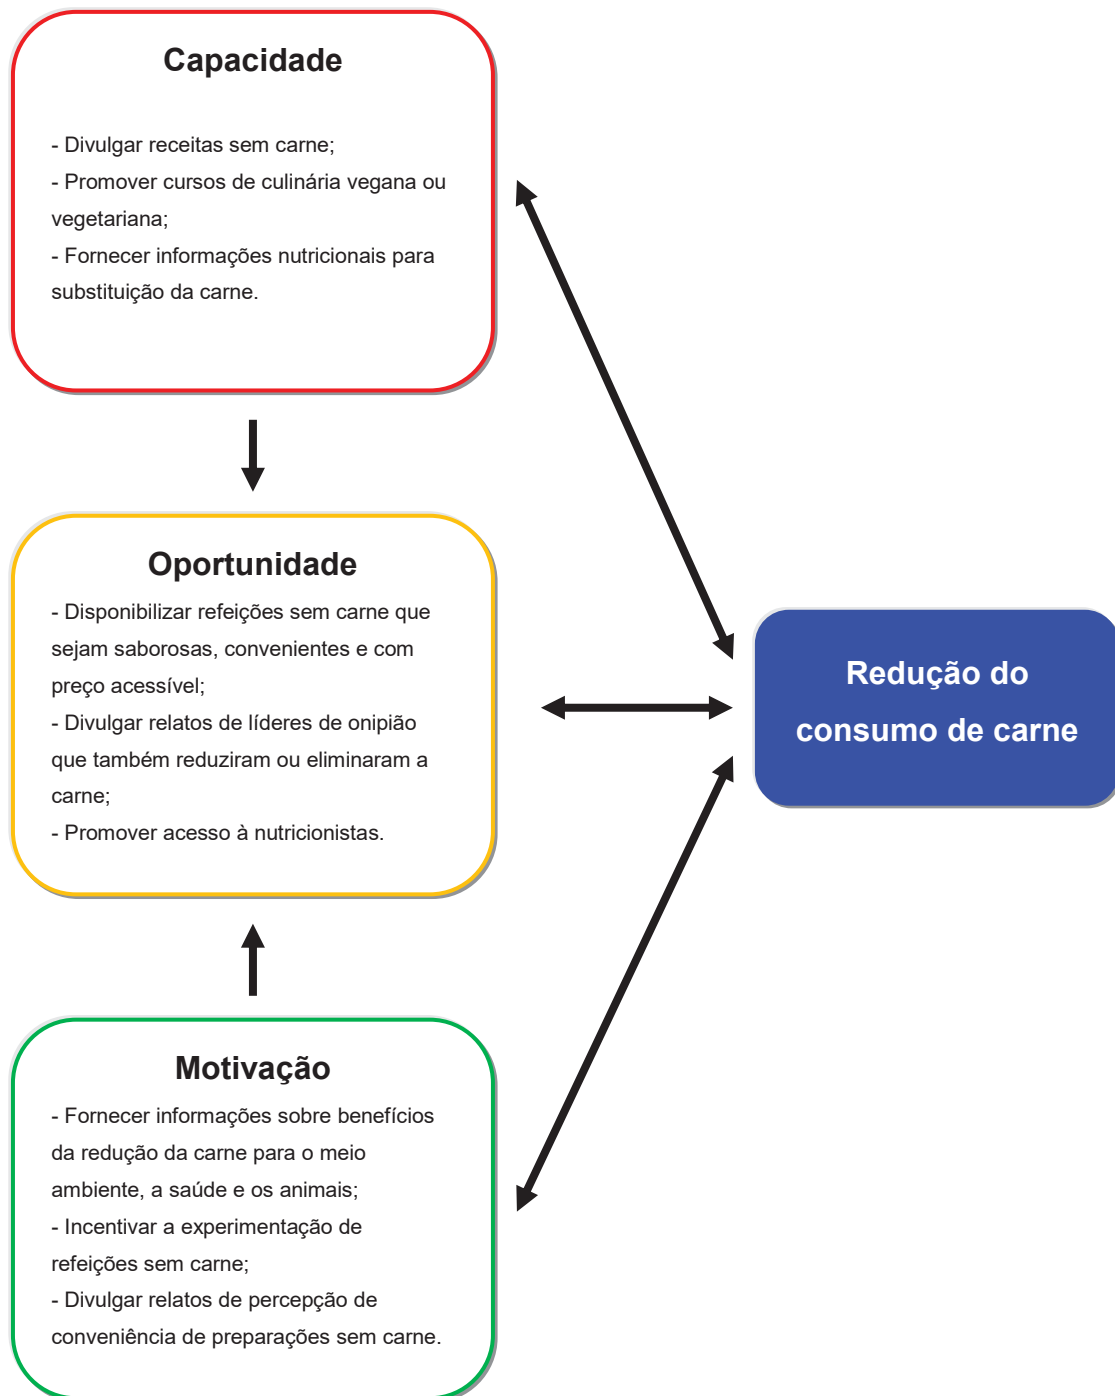 Capacidade
- Divulgar receitas sem carne;
- Promover cursos de culinária vegana ou
vegetariana;
- Fornecer informações nutricionais para
substituição da carne.
Oportunidade
- Disponibilizar refeições sem carne que
sejam saborosas, convenientes e com
preço acessível;
- Divulgar relatos de líderes de onipião
que também reduziram ou eliminaram a
carne;
- Promover acesso à nutricionistas.
Redução do
consumo de carne
Motivação
- Fornecer informações sobre benefícios
da redução da carne para o meio
ambiente, a saúde e os animais;
- Incentivar a experimentação de
refeições sem carne;
- Divulgar relatos de percepção de
conveniência de preparações sem carne.